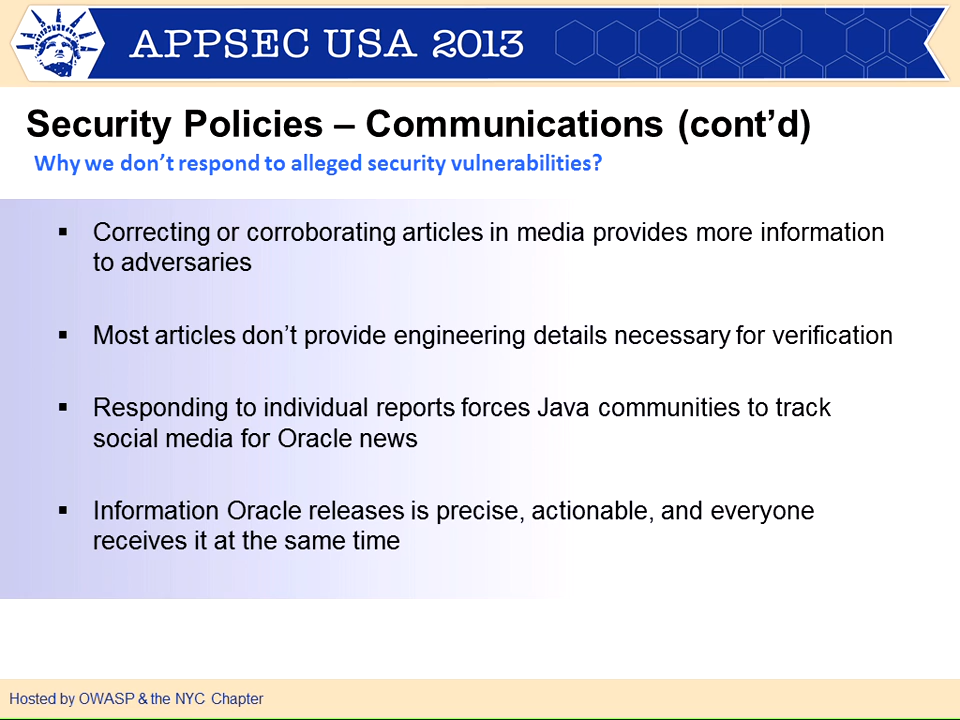 APPSEC USA 2013
Security Policies – Communications (cont’d)
Why we don’t respond to alleged security vulnerabilities?
▪ Correcting or corroborating articles in media provides more information
to adversaries
▪ Most articles don’t provide engineering details necessary for verification
▪ Responding to individual reports forces Java communities to track
social media for Oracle news
▪ Information Oracle releases is precise, actionable, and everyone
receives it at the same time
Hosted by OWASP & the NYC Chapter